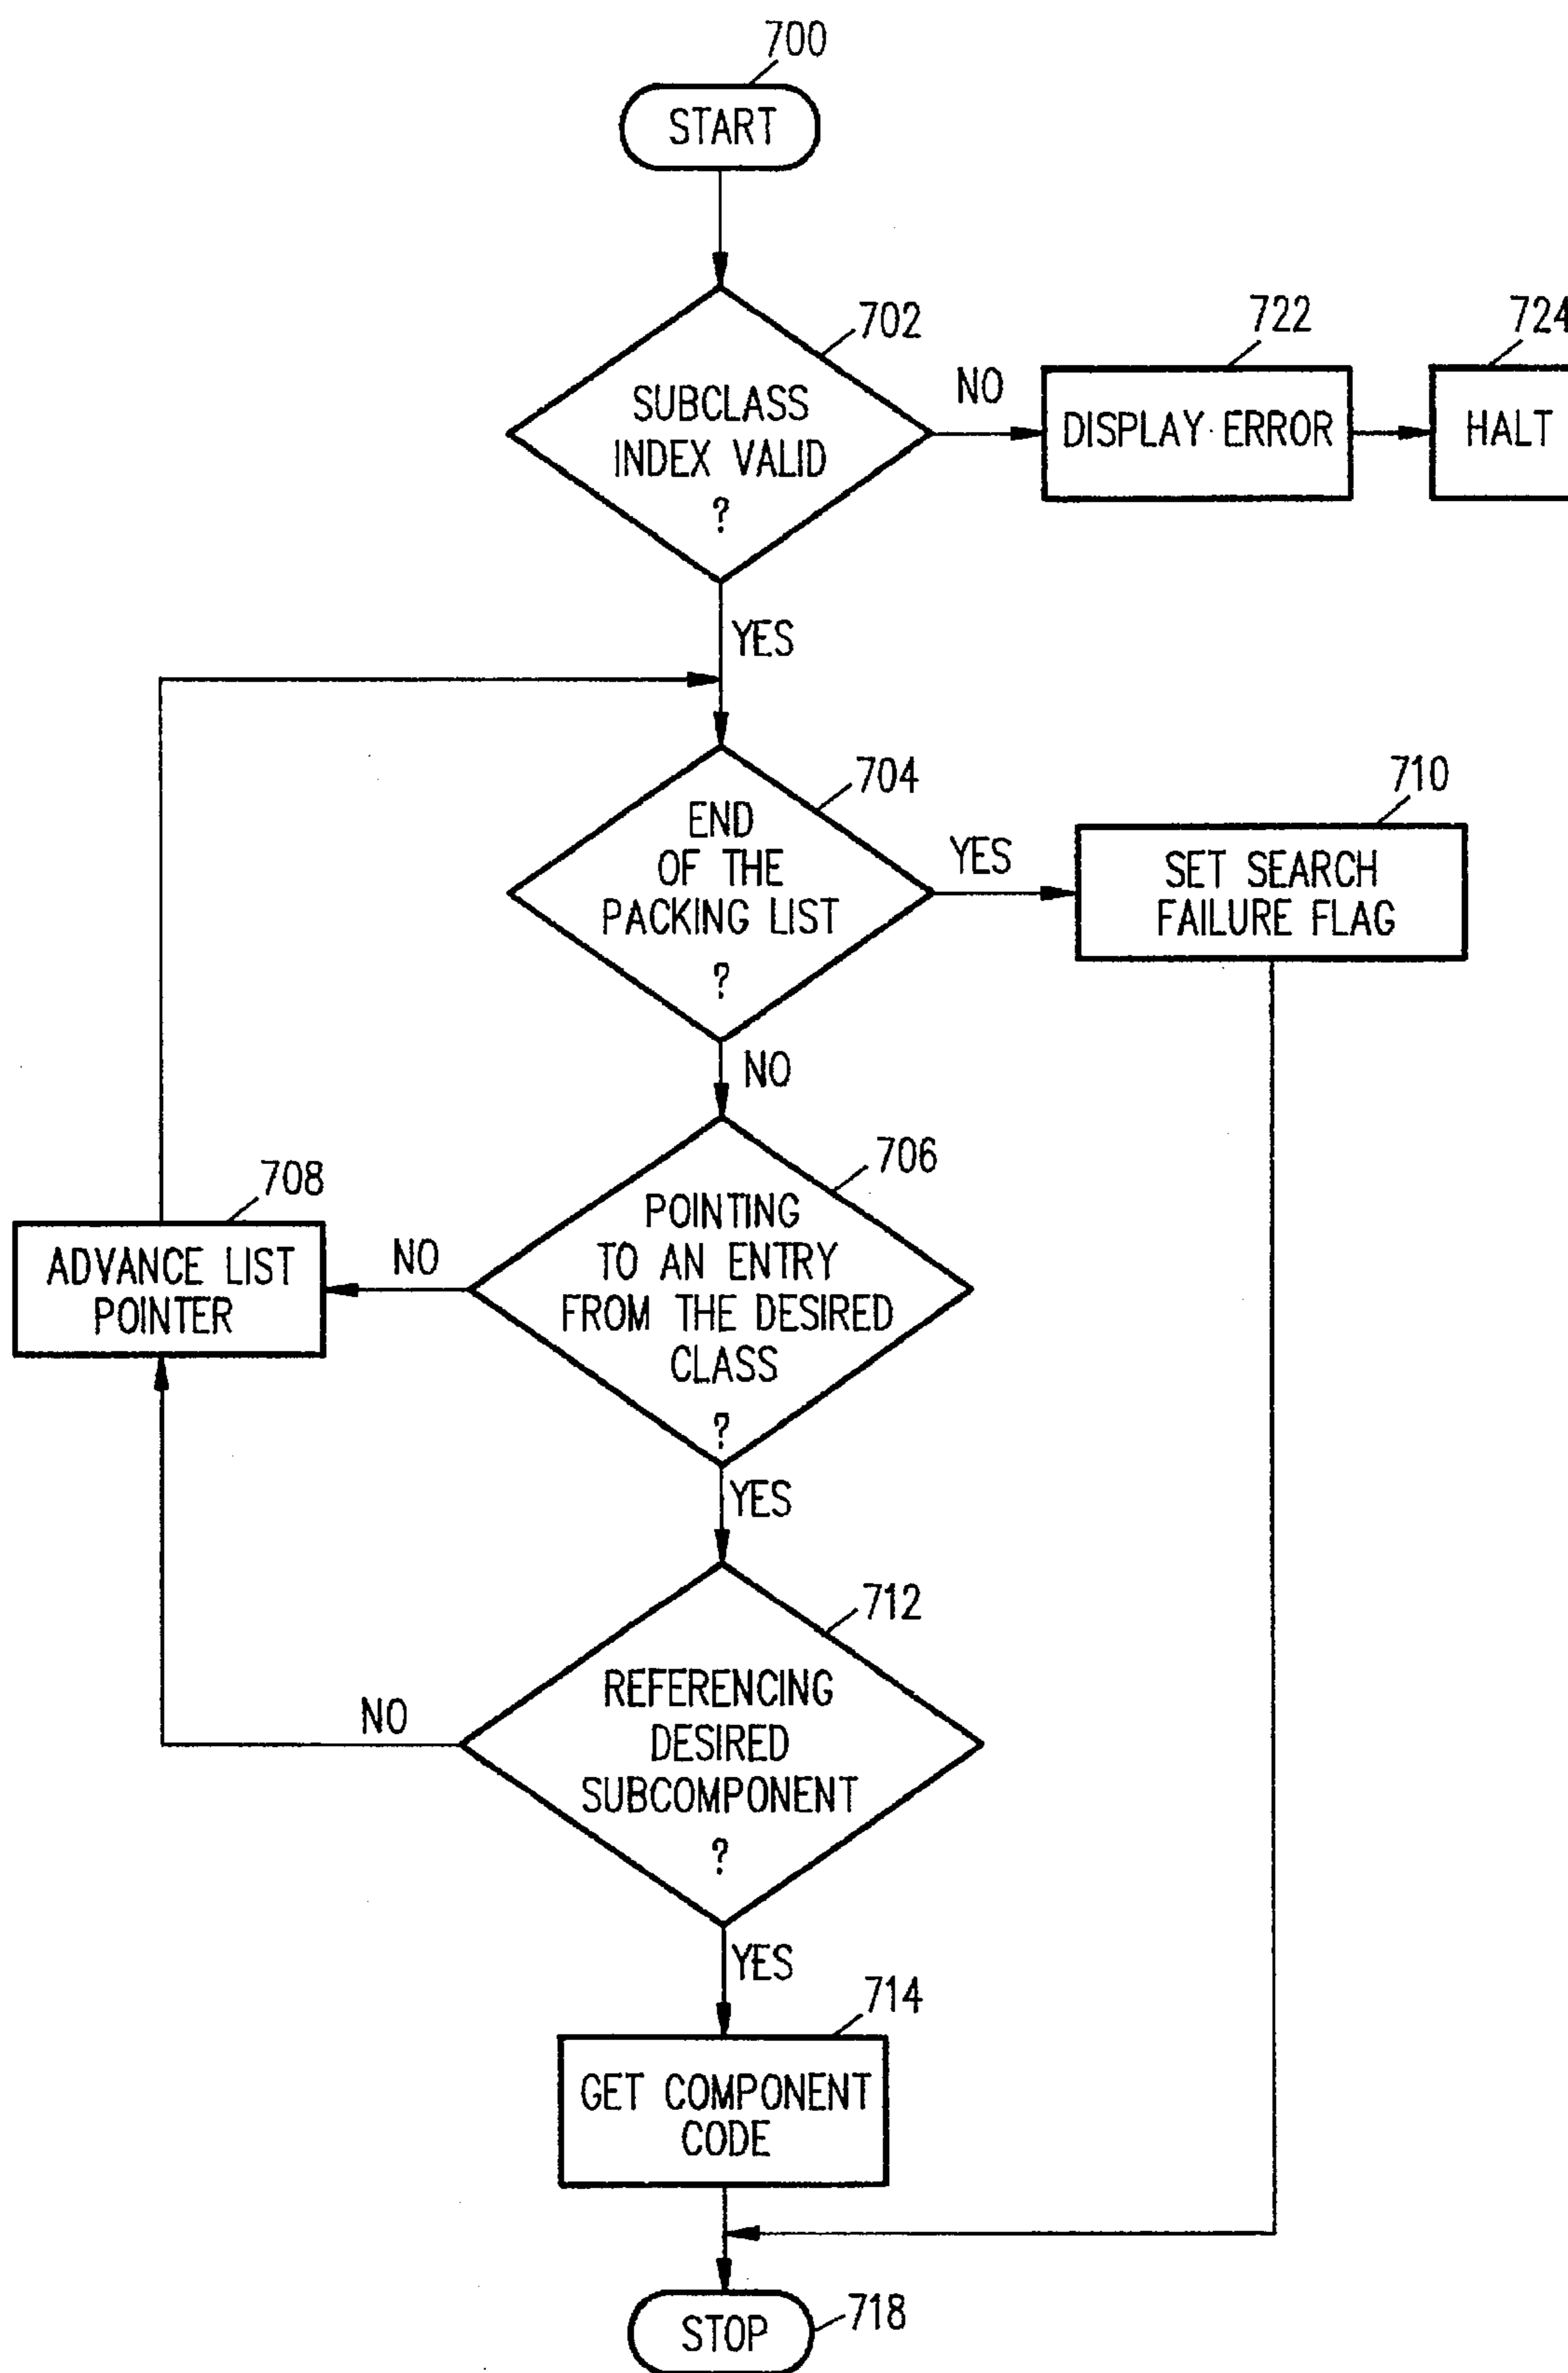 700
START
702
SUBCLASS
INDEX VALID
?
NO
722
DISPLAY ERROR
724
HALT
YES
704
END
OF THE
PACKING LIST
?
YES
710
SET SEARCH
FAILURE FLAG
NO
706
POINTING
TO AN ENTRY
FROM THE DESIRED
CLASS
?
NO
708
ADVANCE LIST
POINTER
YES
712
REFERENCING
DESIRED
SUBCOMPONENT
?
NO
YES
714
GET COMPONENT
CODE
STOP
718